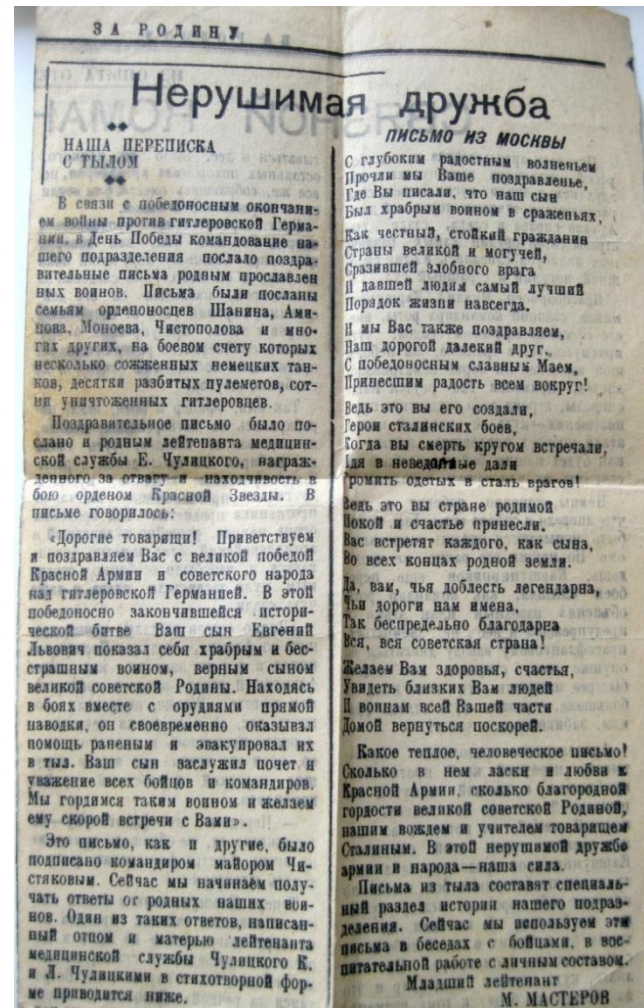 ЗА РОДИНУ
Нерушимая дружба
НАША ПЕРЕПИСКА
С ТЫЛОМ
В связи с победоносным окончани-
ем войны против гитлеровской Герма-
нии, в День Победы командование на-
шего подразделения послало поздра-
вительные письма родным прославлен
ных воинов. Письма были посланы
семьям орденоносцев Шанина, Ами-
нова, Моноева, Чистополова и мно-
гих других, на боевом счету которых
несколько сожженных немецких тан-
ков, десятки разбитых пулеметов, сот-
ни уничтоженных гитлеровцев.
Поздравительное письмо было по-
слано и родным лейтенанта медицин-
ской службы Е. Чулицкого, награж-
денного за отвагу и находчивость в
бою орденом Красной Звезды. В
письме говорилось:
«Дорогие товарищи! Приветствуем
и поздравляем Вас с великой победой
Красной Армии и советского народа
над гитлеровской Германией. В этой
победоносно закончившейся истори-
ческой битве Ваш сын Евгений
Львович показал себя храбрым и бес-
страшным воином, верным сыном
великой советской Родины. Находясь
в боях вместе с орудиями прямой
наводки, он своевременно оказывал
помощь раненым и эвакуировал их
в тыл. Ваш сын заслужил почет и
уважение всех бойцов и командиров.
Мы гордимся таким воином и желаем
ему скорой встречи с Вами».
Это письмо, как и другие, было
подписано командиром майором Чи-
стяковым. Сейчас мы начинаем полу-
чать ответы от родных наших вои-
нов. Один из таких ответов, написан-
ный отцом и матерью лейтенанта
медицинской службы Чулицкого К.
и Л. Чулицкими в стихотворной фор-
ме приводится ниже.
ПИСЬМО ИЗ МОСКВЫ
С глубоким радостным волненьем
Прочли мы Ваше поздравленье,
Где Вы писали, что наш сын
Был храбрым воином в сраженьях,
Как честный, стойкий гражданин
Страны великой и могучей,
Сразившей злобного врага
И давшей людям самый лучший
Порядок жизни навсегда.
И мы Вас также поздравляем,
Наш дорогой далекий друг,
С победоносным славным Маем,
Принесшим радость всем вокруг!
Ведь это вы его создали,
Герои сталинских боев,
Когда вы смерть кругом встречали,
Идя в неведомые дали
Громить одетых в сталь врагов!
Ведь это вы стране родимой
Покой и счастье принесли.
Вас встретят каждого, как сына,
Во всех концах родной земли.
Да, вам, чья доблесть легендарна,
Чьи дороги нам имена,
Так беспредельно благодарна
Вся, вся советская страна!
Желаем Вам здоровья, счастья,
Увидеть близких Вам людей
И воинам всей Вашей части
Домой вернуться поскорей.
Какое теплое, человеческое письмо!
Сколько в нем ласки и любви к
Красной Армии, сколько благородной
гордости великой советской Родиной,
нашим вождем и учителем товарищем
Сталиным. В этой нерушимой дружбе
армии и народа—наша сила.
Письма из тыла составят специаль-
ный раздел истории нашего подраз-
деления. Сейчас мы используем эти
письма в беседах с бойцами, в вос-
питательной работе с личным составом.
Младший лейтенант
М. МАСТЕРОВ